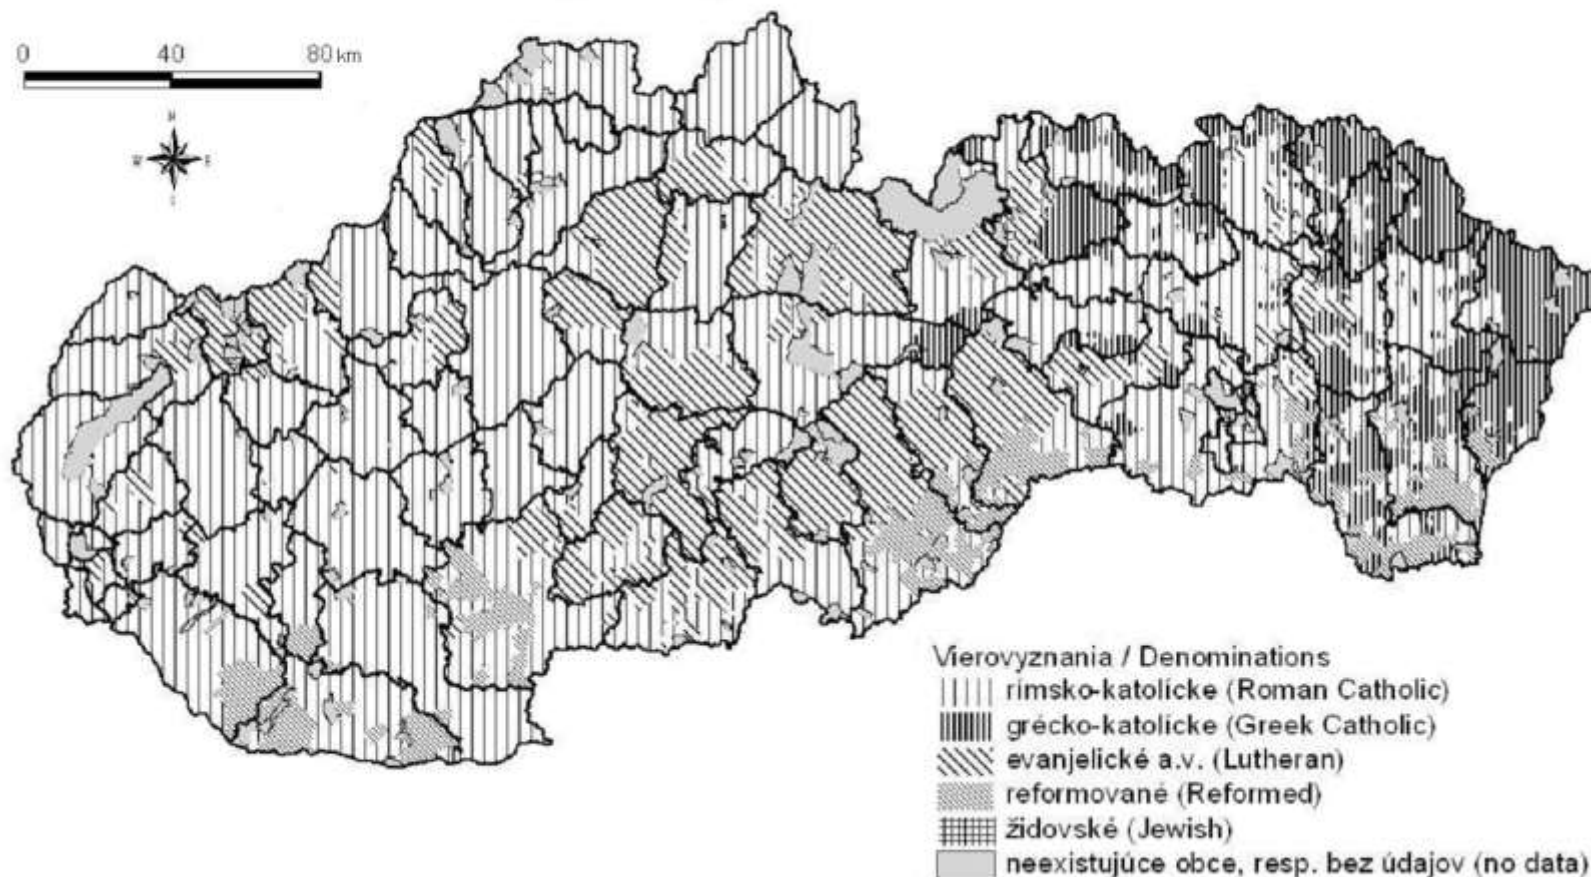 0 40 80 km
N
W E
S
Vierovyznania / Denominations
rímsko-katolícke (Roman Catholic)
grécko-katolícke (Greek Catholic)
evanjelické a.v. (Lutheran)
reformované (Reformed)
židovské (Jewish)
neexistujúce obce, resp. bez údajov (no data)